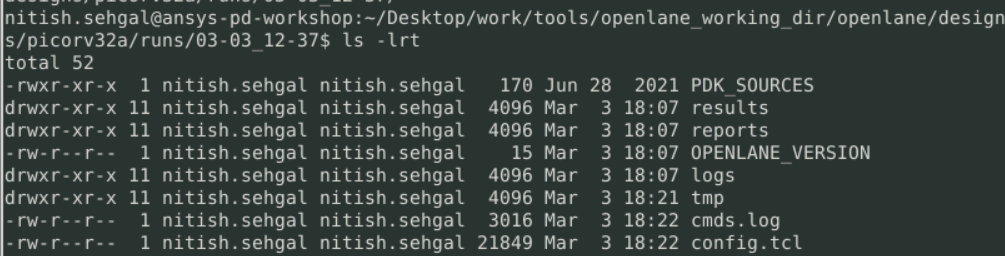 nitish.sehgal@ansys-pd-workshop:~/Desktop/work/tools/openlane_working_dir/openlane/design
s/picorv32a/runs/03-03_12-37$ ls -lrt
total 52
-rwxr-xr-x  1 nitish.sehgal nitish.sehgal   170 Jun 28  2021 PDK_SOURCES
drwxr-xr-x 11 nitish.sehgal nitish.sehgal  4096 Mar  3 18:07 results
drwxr-xr-x 11 nitish.sehgal nitish.sehgal  4096 Mar  3 18:07 reports
-rw-r--r--  1 nitish.sehgal nitish.sehgal    15 Mar  3 18:07 OPENLANE_VERSION
drwxr-xr-x 11 nitish.sehgal nitish.sehgal  4096 Mar  3 18:07 logs
drwxr-xr-x 11 nitish.sehgal nitish.sehgal  4096 Mar  3 18:21 tmp
-rw-r--r--  1 nitish.sehgal nitish.sehgal  3016 Mar  3 18:22 cmds.log
-rw-r--r--  1 nitish.sehgal nitish.sehgal 21849 Mar  3 18:22 config.tcl